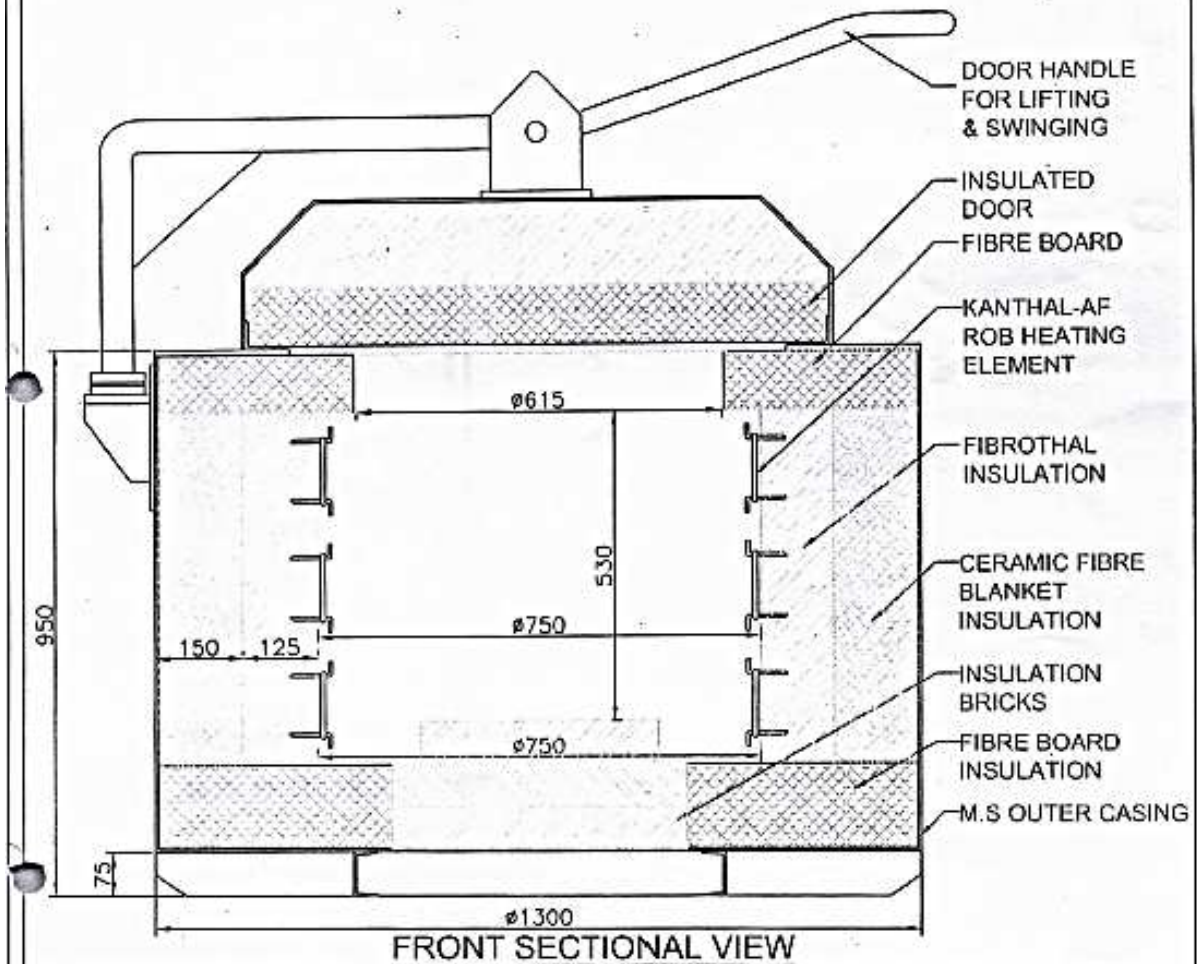 DOOR HANDLE
FOR LIFTING
& SWINGING
INSULATED
DOOR
FIBRE BOARD
KANTHAL-AF
ROB HEATING
ELEMENT
ø615
FIBROTHAL
INSULATION
530
CERAMIC FIBRE
BLANKET
INSULATION
950
ø750
150
125
INSULATION
BRICKS
ø750
FIBRE BOARD
INSULATION
M.S OUTER CASING
75
ø1300
FRONT SECTIONAL VIEW